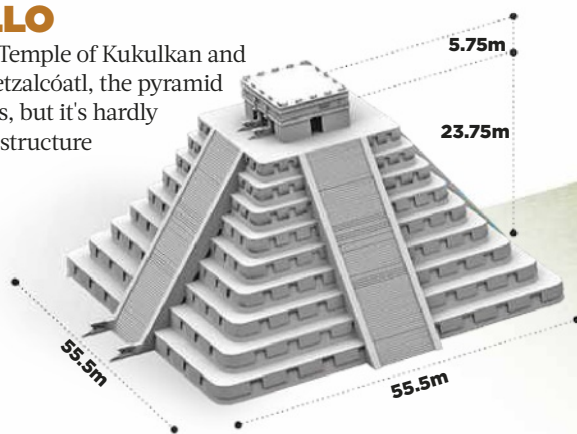 LLO
Temple of Kukulkan and
etzalcóatl, the pyramid
s, but it's hardly
structure
5.75m
23.75m
55.5m
55.5m